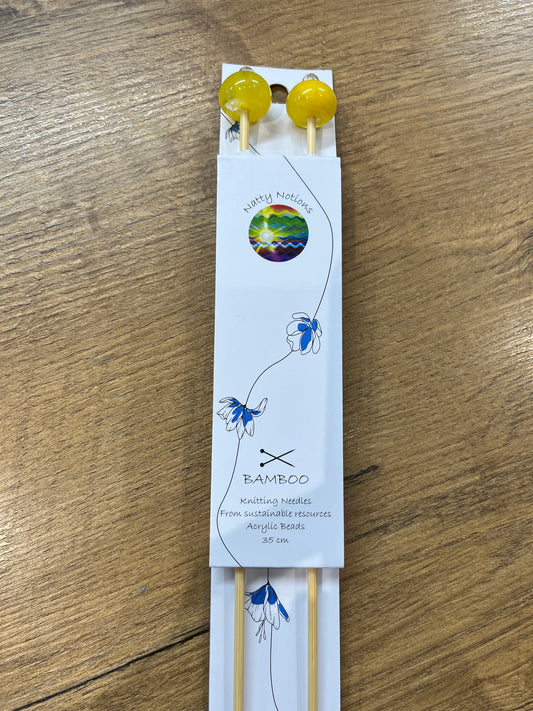 Natty Notions
BAMBOO
Knitting Needles
From sustainable resources
Acrylic Beads
35 cm